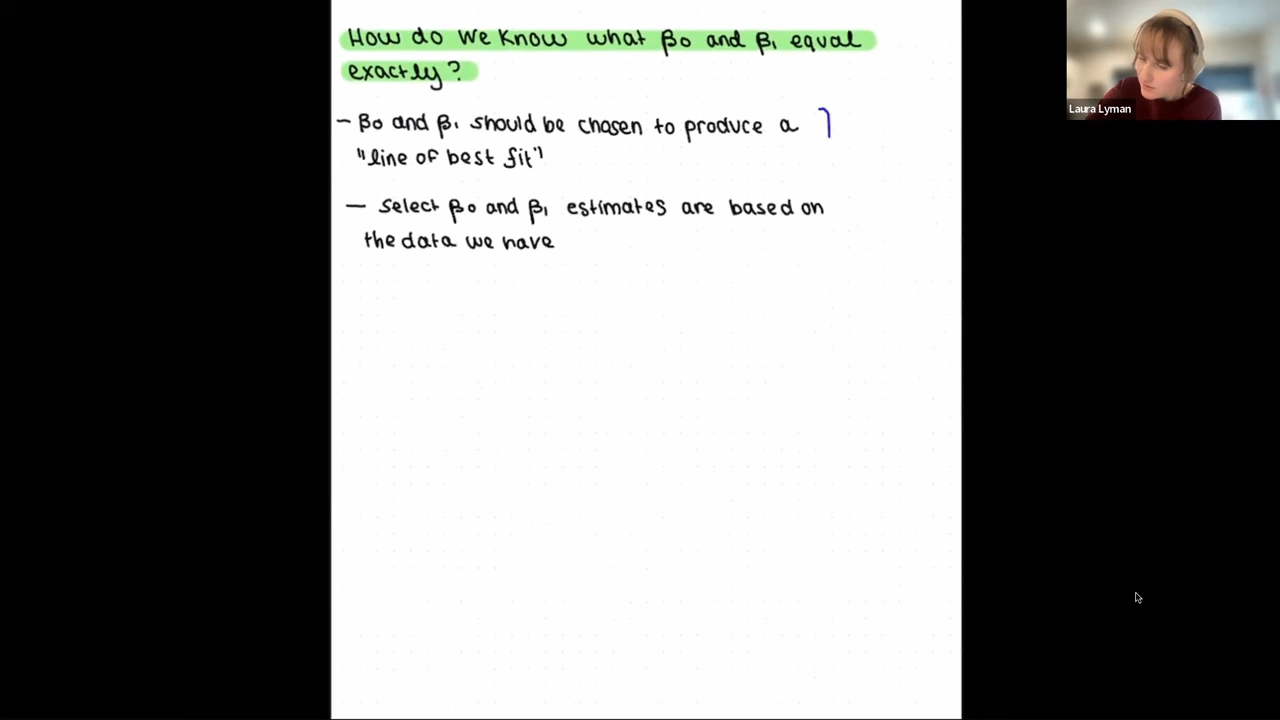 How do we know what β0 and β1 equal
exactly?
- β0 and β1 should be chosen to produce a
"line of best fit"
- Select β0 and β1 estimates are based on
the data we have
Laura Lyman